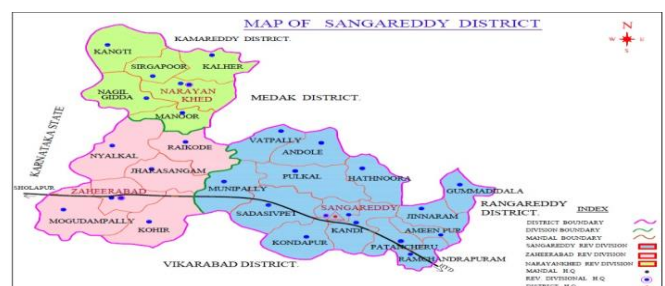 MAP OF SANGAREDDY DISTRICT
N
W
S
KAMAREDDY DISTRICT.
KANGTI
SIRGAPOOR
KALHER
NAGIL
GIDDA
NARAYAN
KHED
MANOOR
MEDAK DISTRICT.
KARNATAKA STATE
NYALKAL
RAIKODE
JHARASANGAM
VATPALLY
ANDOLE
PULKAL
HATHNOORA
SHOLAPUR
ZAHEERABAD
MUNIPALLY
GUMMADIDALA
MOGUDAMPALLY
KOHIR
SADASIVPET
SANGAREDDY
KANDI
KONDAPUR
JINNARAM
AMEEN PUR
PATANCHERU
RAMCHANDRAPURAM
RANGAREDDY
DISTRICT.
VIKARABAD DISTRICT.
INDEX
DISTRICT BOUNDARY
DIVISION BOUNDARY
MANDAL BOUNDARY
SANGAREDDY REV DIVISION
ZAHEERABAD REV DIVISION
NARAYANKHED REV DIVISION
MANDAL H.Q
REV. DIVISIONAL H.Q